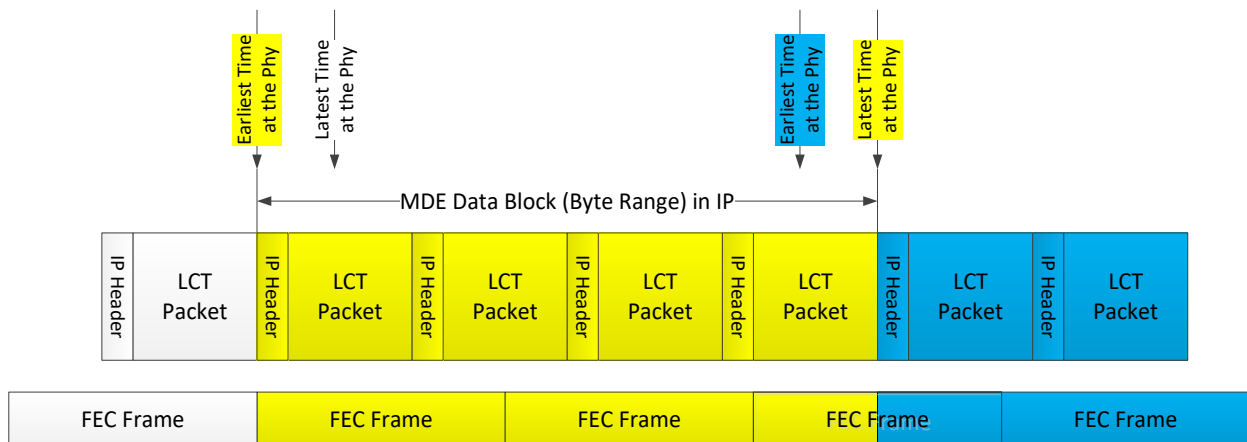 Earliest Time
at the Phy
Latest Time
at the Phy
Earliest Time
at the Phy
Latest Time
at the Phy
MDE Data Block (Byte Range) in IP
IP Header
LCT
Packet
IP Header
LCT
Packet
IP Header
LCT
Packet
IP Header
LCT
Packet
IP Header
LCT
Packet
IP Header
LCT
Packet
IP Header
LCT
Packet
FEC Frame
FEC Frame
FEC Frame
FEC Frame
FEC Frame